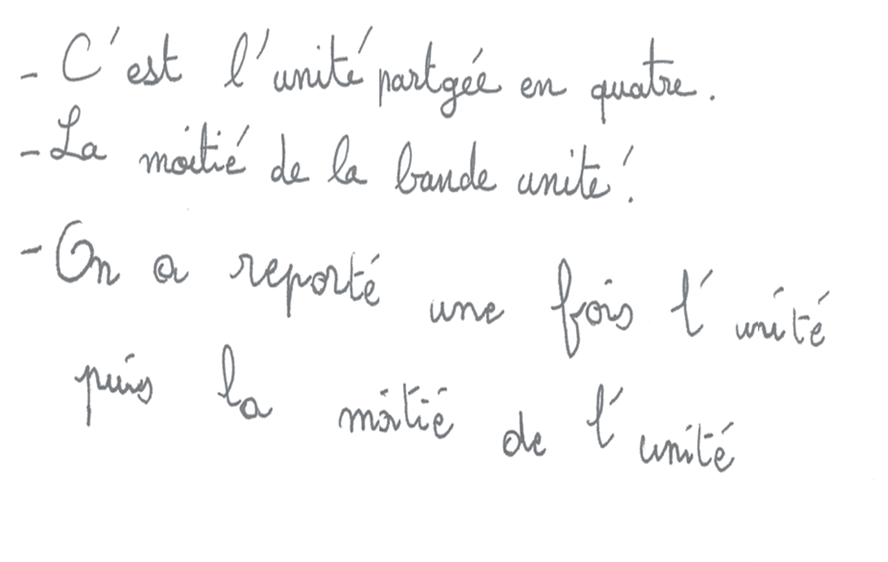 - C'est l'unité partgée en quatre.
- La moitié de la bande unité.
- On a reporté une fois l'unité
puis la moitié de l'unité